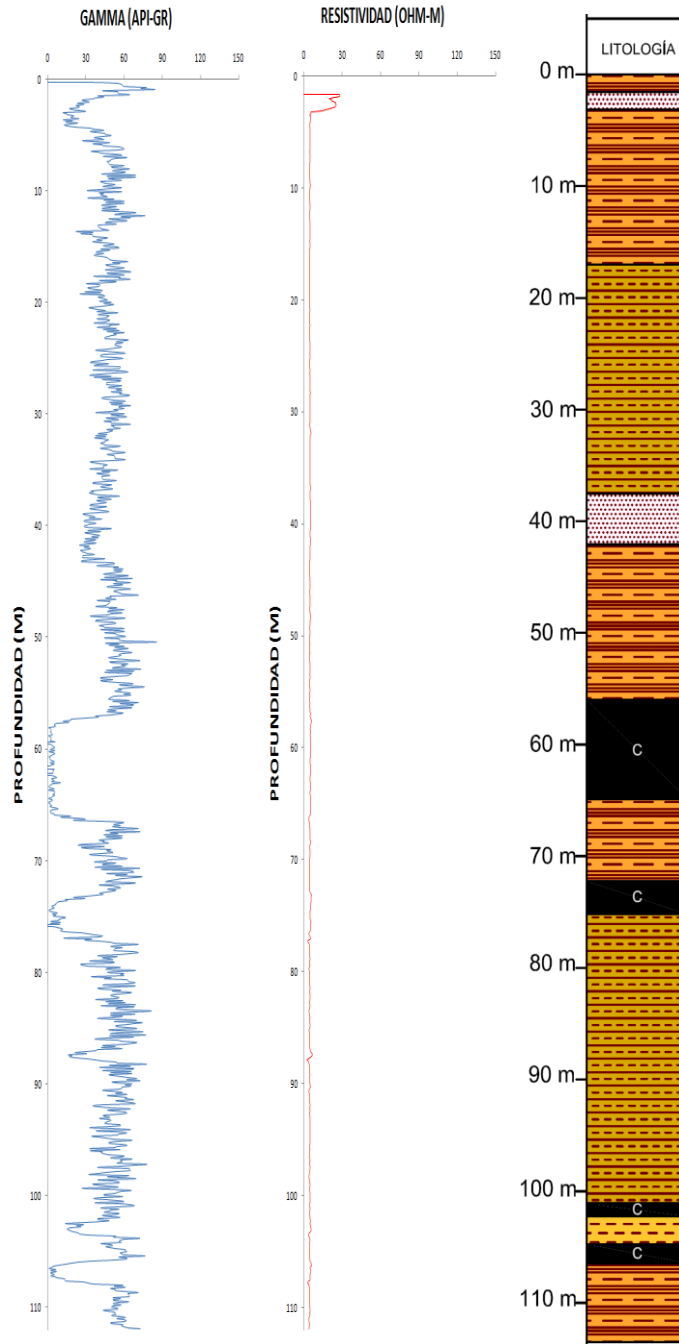 GAMMA (API-GR)
0 30 60 90 120 150
0
10
20
30
40
50
60
70
80
90
100
110
PROFUNDIDAD (M)
RESISTIVIDAD (OHM-M)
0 30 60 90 120 150
0
10
20
30
40
50
60
70
80
90
100
110
PROFUNDIDAD (M)
LITOLOGÍA
0 m
10 m
20 m
30 m
40 m
50 m
60 m
70 m
80 m
90 m
100 m
110 m
C
C
C
C